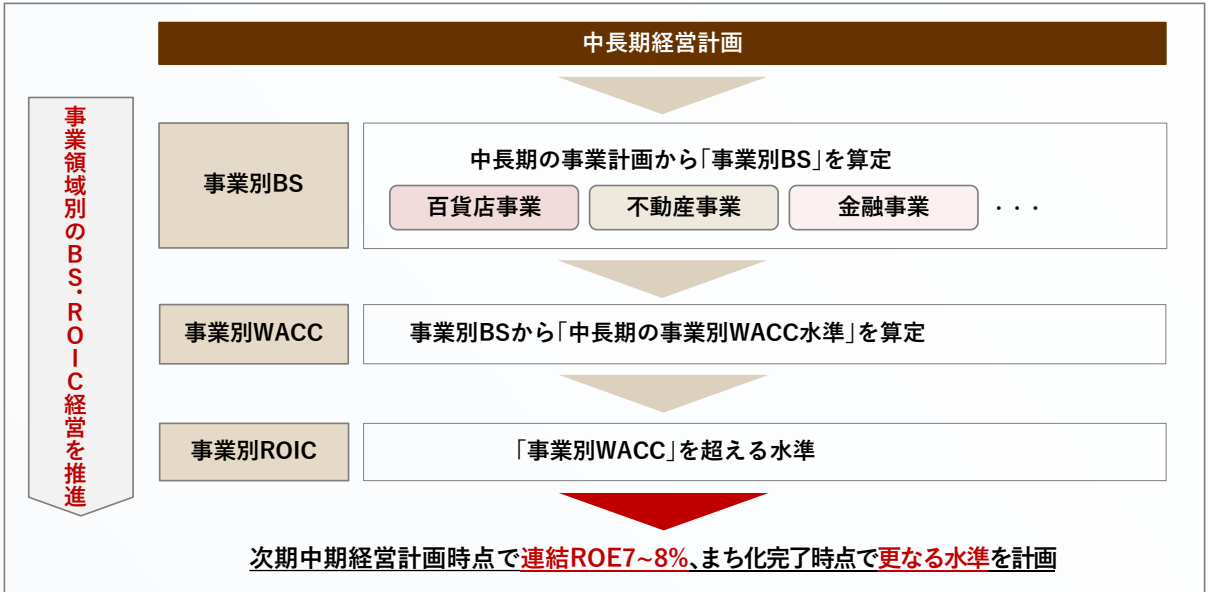 中長期経営計画
事業領域別のBS・ROIC経営を推進
事業別BS
中長期の事業計画から「事業別BS」を算定
百貨店事業
不動産事業
金融事業
・・・
事業別WACC
事業別BSから「中長期の事業別WACC水準」を算定
事業別ROIC
「事業別WACC」を超える水準
次期中期経営計画時点で連結ROE7~8%、まち化完了時点で更なる水準を計画